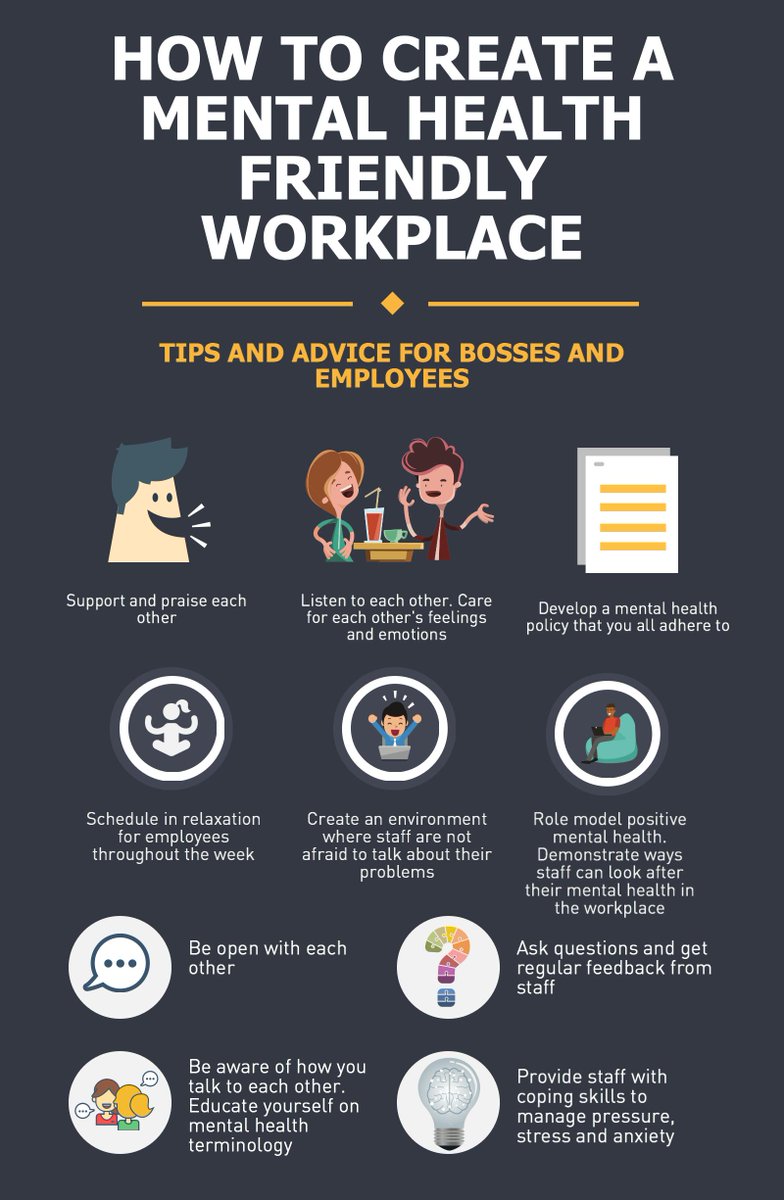 HOW TO CREATE A
MENTAL HEALTH
FRIENDLY
WORKPLACE
TIPS AND ADVICE FOR BOSSES AND
EMPLOYEES
Support and praise each
other
Listen to each other. Care
for each other's feelings
and emotions
Develop a mental health
policy that you all adhere to
Schedule in relaxation
for employees
throughout the week
Create an environment
where staff are not
afraid to talk about their
problems
Role model positive
mental health.
Demonstrate ways
staff can look after
their mental health in
the workplace
Be open with each
other
Ask questions and get
regular feedback from
staff
Be aware of how you
talk to each other.
Educate yourself on
mental health
terminology
Provide staff with
coping skills to
manage pressure,
stress and anxiety